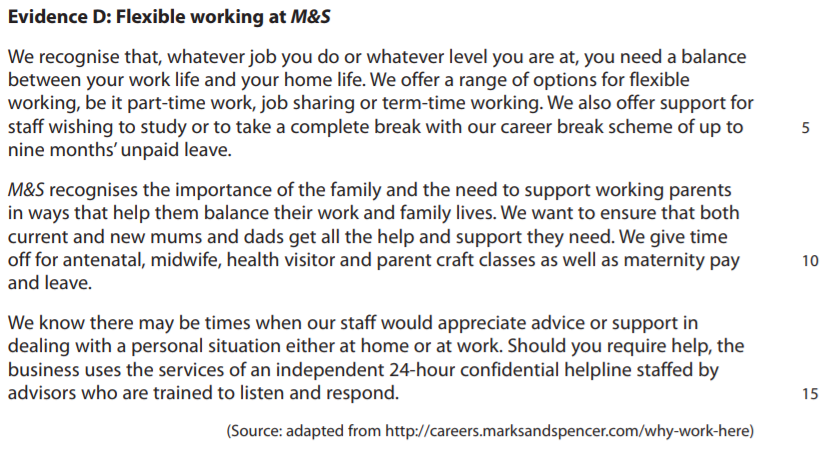 Evidence D: Flexible working at M&S
We recognise that, whatever job you do or whatever level you are at, you need a balance
between your work life and your home life. We offer a range of options for flexible
working, be it part-time work, job sharing or term-time working. We also offer support for
staff wishing to study or to take a complete break with our career break scheme of up to 5
nine months’ unpaid leave.
M&S recognises the importance of the family and the need to support working parents
in ways that help them balance their work and family lives. We want to ensure that both
current and new mums and dads get all the help and support they need. We give time
off for antenatal, midwife, health visitor and parent craft classes as well as maternity pay 10
and leave.
We know there may be times when our staff would appreciate advice or support in
dealing with a personal situation either at home or at work. Should you require help, the
business uses the services of an independent 24-hour confidential helpline staffed by
advisors who are trained to listen and respond. 15
(Source: adapted from http://careers.marksandspencer.com/why-work-here)